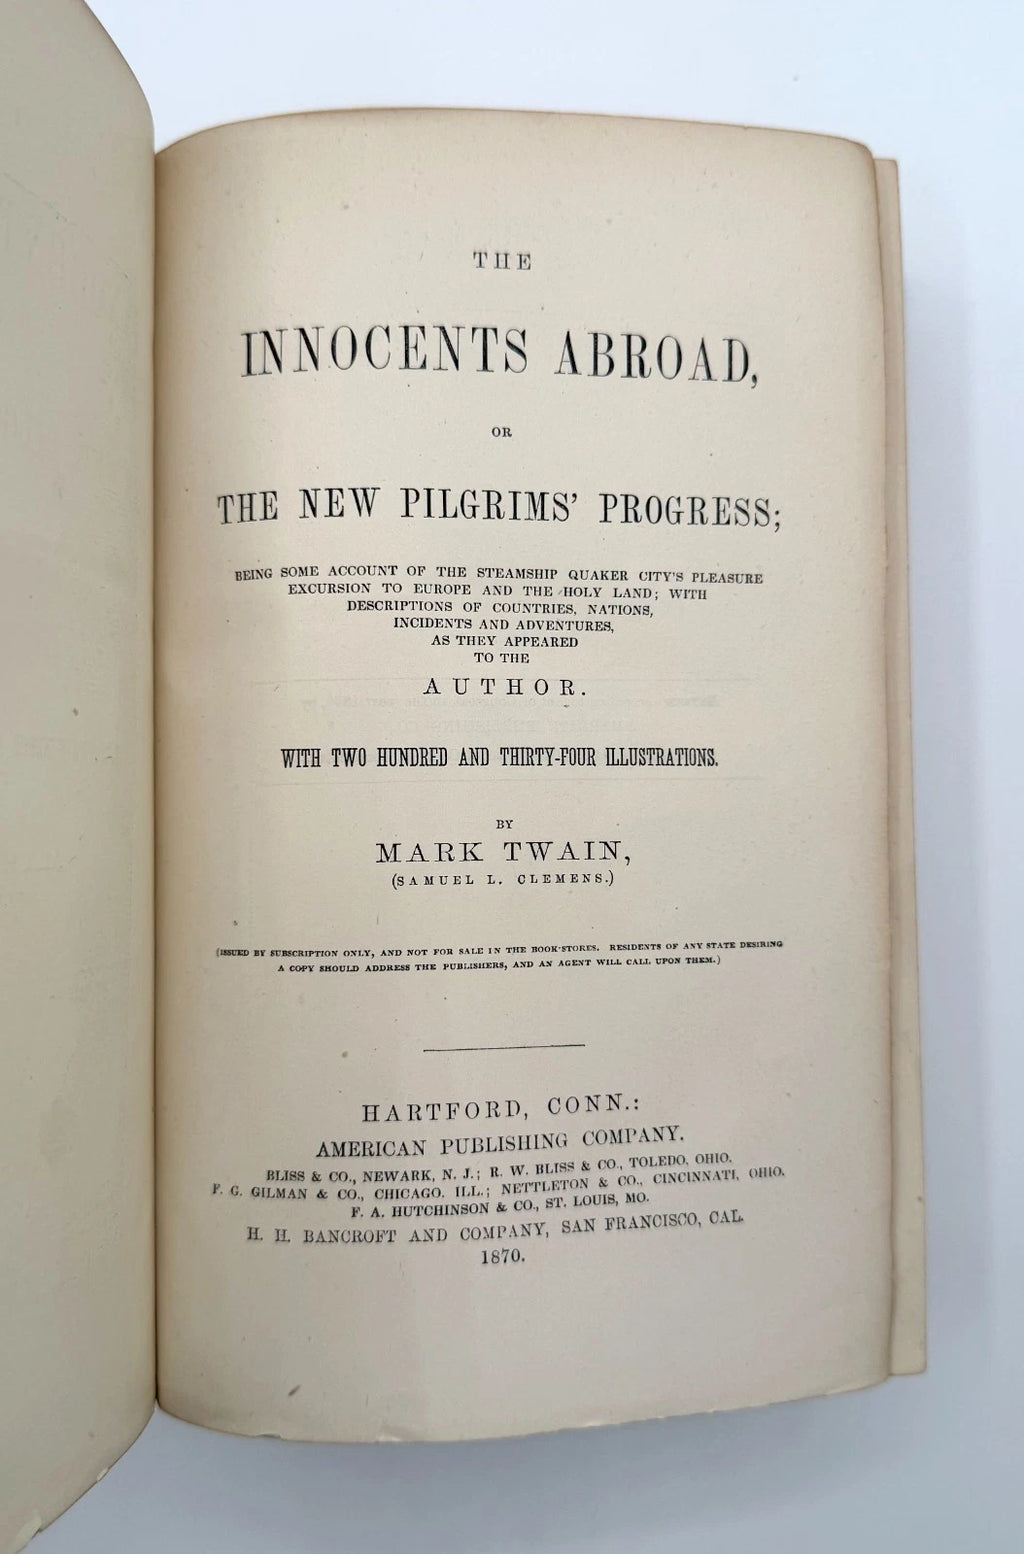 THE
INNOCENTS ABROAD,
OR
THE NEW PILGRIMS' PROGRESS;
BEING SOME ACCOUNT OF THE STEAMSHIP QUAKER CITY'S PLEASURE
EXCURSION TO EUROPE AND THE HOLY LAND; WITH
DESCRIPTIONS OF COUNTRIES, NATIONS,
INCIDENTS AND ADVENTURES,
AS THEY APPEARED
TO THE
AUTHOR.
WITH TWO HUNDRED AND THIRTY-FOUR ILLUSTRATIONS.
BY
MARK TWAIN,
(SAMUEL L. CLEMENS.)
(ISSUED BY SUBSCRIPTION ONLY, AND NOT FOR SALE IN THE BOOK-STORES. RESIDENTS OF ANY STATE DESIRING
A COPY SHOULD ADDRESS THE PUBLISHERS, AND AN AGENT WILL CALL UPON THEM.)
HARTFORD, CONN.:
AMERICAN PUBLISHING COMPANY.
BLISS & CO., NEWARK, N. J.; R. W. BLISS & CO., TOLEDO, OHIO.
F. G. GILMAN & CO., CHICAGO. ILL.; NETTLETON & CO., CINCINNATI, OHIO.
F. A. HUTCHINSON & CO., ST. LOUIS, MO.
H. H. BANCROFT AND COMPANY, SAN FRANCISCO, CAL.
1870.